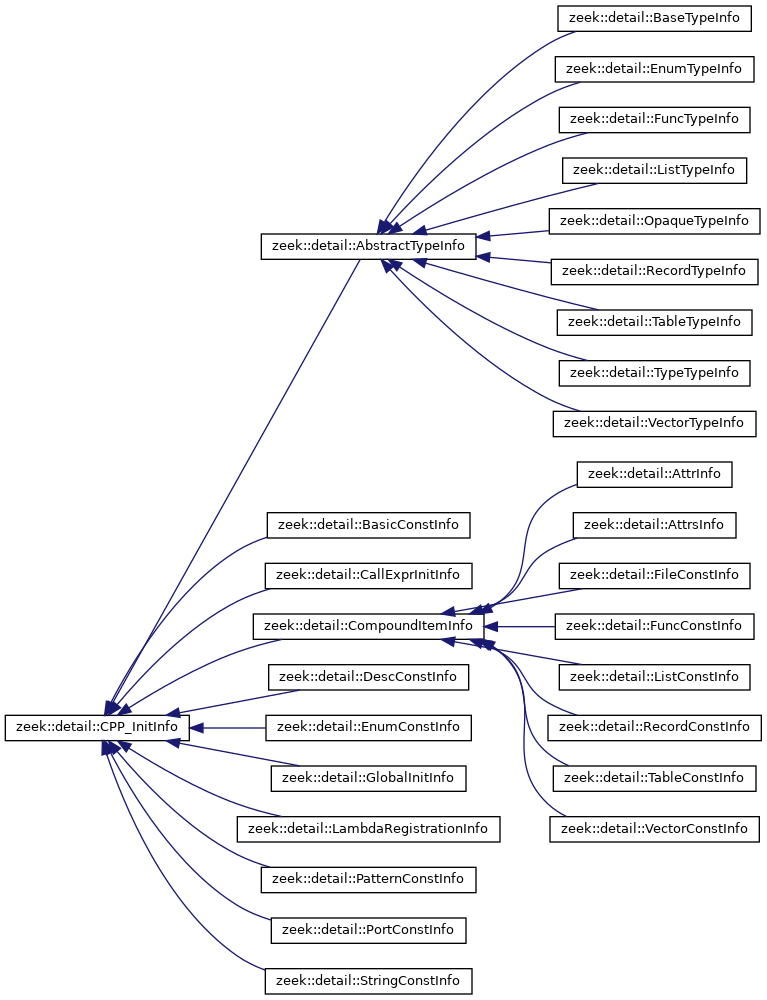 zeek::detail::BaseTypeInfo
zeek::detail::EnumTypeInfo
zeek::detail::FuncTypeInfo
zeek::detail::ListTypeInfo
zeek::detail::OpaqueTypeInfo
zeek::detail::AbstractTypeInfo
zeek::detail::RecordTypeInfo
zeek::detail::TableTypeInfo
zeek::detail::TypeTypeInfo
zeek::detail::VectorTypeInfo
zeek::detail::AttrInfo
zeek::detail::BasicConstInfo
zeek::detail::AttrsInfo
zeek::detail::CallExprInitInfo
zeek::detail::FileConstInfo
zeek::detail::CompoundItemInfo
zeek::detail::FuncConstInfo
zeek::detail::DescConstInfo
zeek::detail::ListConstInfo
zeek::detail::CPP_InitInfo
zeek::detail::EnumConstInfo
zeek::detail::RecordConstInfo
zeek::detail::GlobalInitInfo
zeek::detail::TableConstInfo
zeek::detail::LambdaRegistrationInfo
zeek::detail::VectorConstInfo
zeek::detail::PatternConstInfo
zeek::detail::PortConstInfo
zeek::detail::StringConstInfo